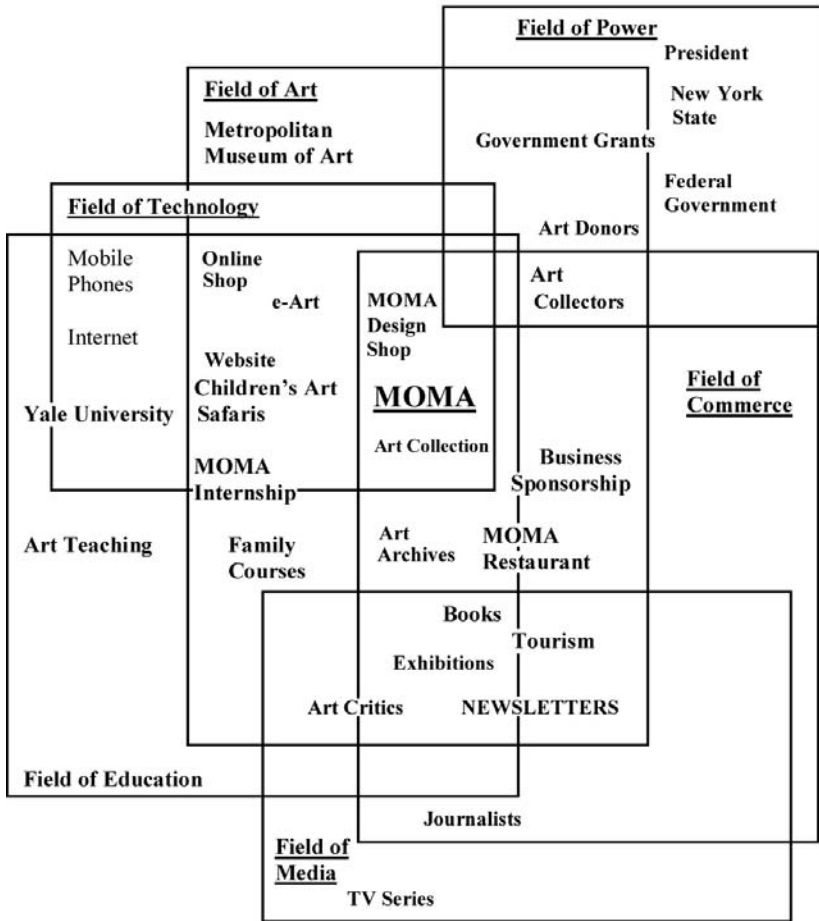 Field of Power
President
Field of Art
New York
State
Metropolitan
Museum of Art
Government Grants
Federal
Government
Field of Technology
Art Donors
Mobile
Phones
Online
Shop
e-Art
MOMA
Design
Shop
Art
Collectors
Internet
Website
Children's Art
Safaris
Yale University
MOMA
Field of
Commerce
Art Collection
MOMA
Internship
Business
Sponsorship
Art Teaching
Family
Courses
Art
Archives
MOMA
Restaurant
Books
Tourism
Exhibitions
Art Critics
NEWSLETTERS
Field of Education
Journalists
Field of
Media
TV Series